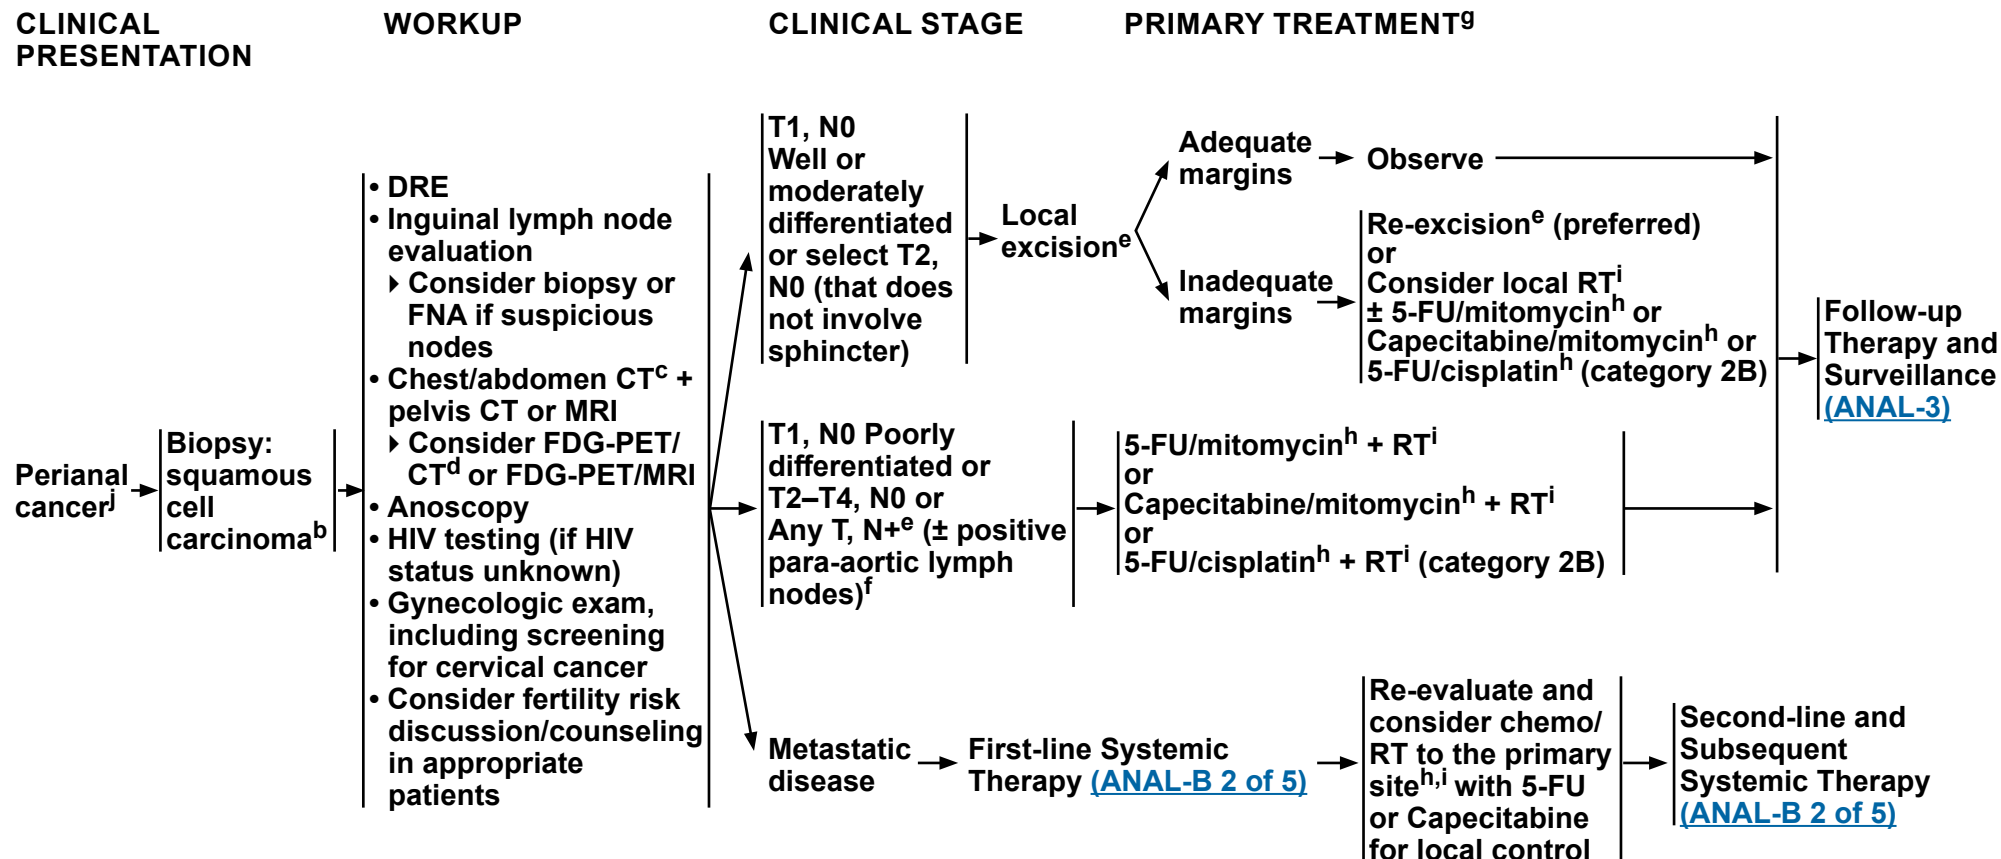 CLINICAL
PRESENTATION
WORKUP
CLINICAL STAGE
PRIMARY TREATMENTg
Perianal
cancerj
Biopsy:
squamous
cell
carcinomab
• DRE
• Inguinal lymph node
evaluation
Consider biopsy or
FNA if suspicious
nodes
• Chest/abdomen CTc +
pelvis CT or MRI
Consider FDG-PET/
CTd or FDG-PET/MRI
• Anoscopy
• HIV testing (if HIV
status unknown)
• Gynecologic exam,
including screening
for cervical cancer
• Consider fertility risk
discussion/counseling
in appropriate
patients
T1, N0
Well or
moderately
differentiated
or select T2,
N0 (that does
not involve
sphincter)
Local
excisione
Adequate
margins
Observe
Inadequate
margins
Re-excisione (preferred)
or
Consider local RTi
± 5-FU/mitomycinh or
Capecitabine/mitomycinh or
5-FU/cisplatinh (category 2B)
T1, N0 Poorly
differentiated or
T2–T4, N0 or
Any T, N+e (± positive
para-aortic lymph
nodes)f
5-FU/mitomycinh + RTi
or
Capecitabine/mitomycinh + RTi
or
5-FU/cisplatinh + RTi (category 2B)
Follow-up
Therapy and
Surveillance
(ANAL-3)
Metastatic
disease
First-line Systemic
Therapy (ANAL-B 2 of 5)
Re-evaluate and
consider chemo/
RT to the primary
siteh,i with 5-FU
or Capecitabine
for local control
Second-line and
Subsequent
Systemic Therapy
(ANAL-B 2 of 5)